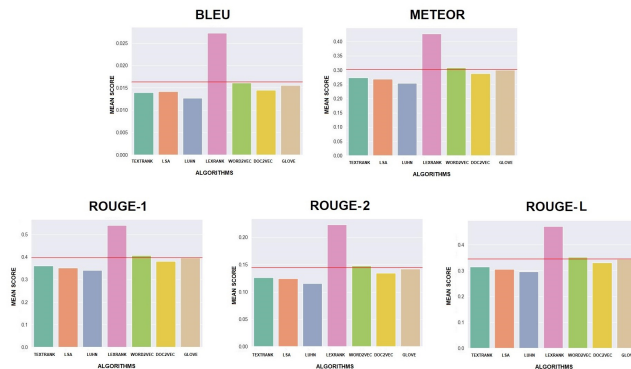 BLEU
MEAN SCORE
0.025
0.020
0.015
0.010
0.005
0.000
TEXTRANK LSA LUHN LEXRANK WORD2VEC DOC2VEC GLOVE
ALGORITHMS
METEOR
MEAN SCORE
0.40
0.35
0.30
0.25
0.20
0.15
0.10
0.05
0.00
TEXTRANK LSA LUHN LEXRANK WORD2VEC DOC2VEC GLOVE
ALGORITHMS
ROUGE-1
MEAN SCORE
0.5
0.4
0.3
0.2
0.1
0.0
TEXTRANK LSA LUHN LEXRANK WORD2VEC DOC2VEC GLOVE
ALGORITHMS
ROUGE-2
MEAN SCORE
0.20
0.15
0.10
0.05
0.00
TEXTRANK LSA LUHN LEXRANK WORD2VEC DOC2VEC GLOVE
ALGORITHMS
ROUGE-L
MEAN SCORE
0.4
0.3
0.2
0.1
0.0
TEXTRANK LSA LUHN LEXRANK WORD2VEC DOC2VEC GLOVE
ALGORITHMS